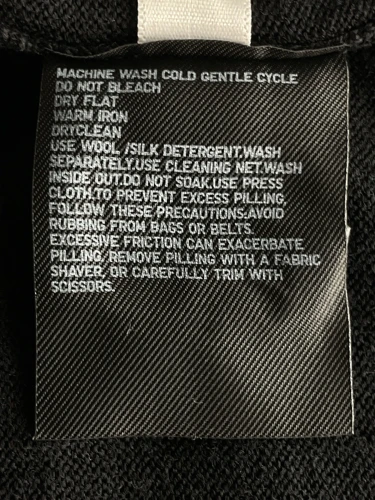 MACHINE WASH COLD GENTLE CYCLE
DO NOT BLEACH
DRY FLAT
WARM IRON
DRYCLEAN
USE WOOL /SILK DETERGENT.WASH
SEPARATELY.USE CLEANING NET.WASH
INSIDE OUT.DO NOT SOAK.USE PRESS
CLOTH.TO PREVENT EXCESS PILLING,
FOLLOW THESE PRECAUTIONS:AVOID
RUBBING FROM BAGS OR BELTS.
EXCESSIVE FRICTION CAN EXACERBATE
PILLING. REMOVE PILLING WITH A FABRIC
SHAVER, OR CAREFULLY TRIM WITH
SCISSORS.